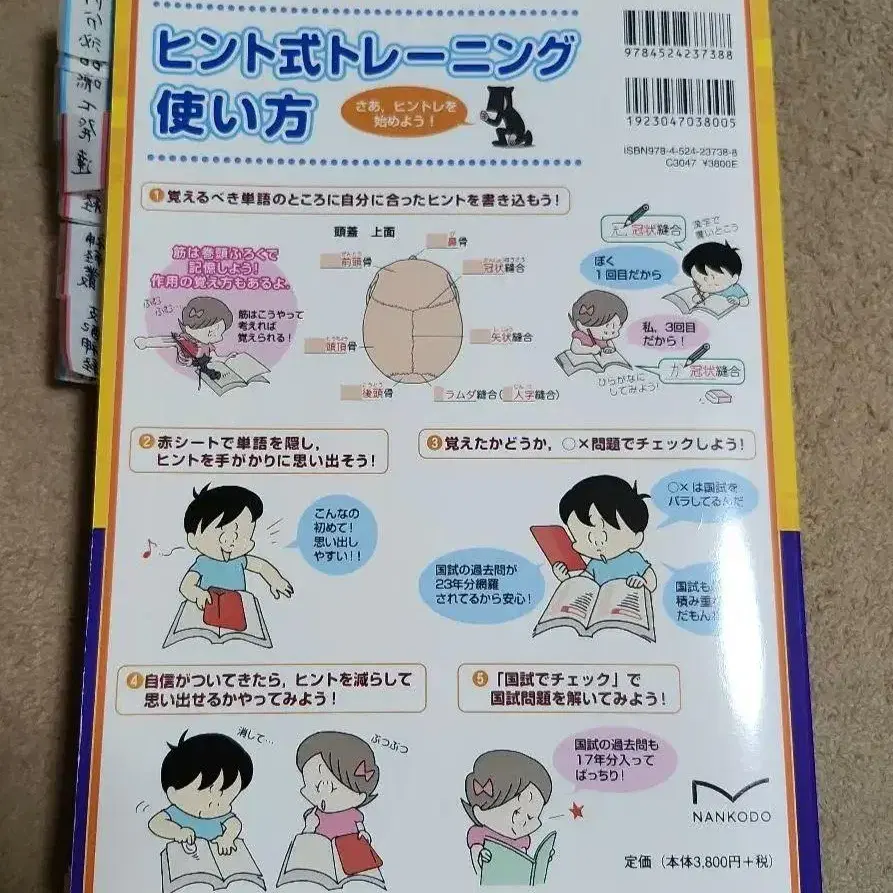 ヒント式トレーニング
使い方
さあ，ヒントレを
始めよう！
9784524237388
1923047038005
ISBN978-4-524-23738-8
C3047 ¥3800E
❶覚えるべき単語のところに自分に合ったヒントを書き込もう！
筋は巻頭ふろくで
記憶しよう！
作用の覚え方もあるよ。
ふむふむ…
筋はこうやって
考えれば
覚えられる！
頭蓋 上面
鼻骨
前頭骨
冠状縫合
頭頂骨
矢状縫合
後頭骨
ラムダ縫合（人字縫合）
冠状縫合
漢字で
書いとこう
ぼく
1回目だから
私，3回目
だから！
か 冠状縫合
ひらがなに
してみよう！
❷赤シートで単語を隠し，
ヒントを手がかりに思い出そう！
こんなの
初めて！
思い出し
やすい！！
❸覚えたかどうか，○×問題でチェックしよう！
○×は国試を
バラしてるんだ
国試の過去問が
23年分網羅
されてるから安心！
国試も
積み重ね
だもん
❹自信がついてきたら，ヒントを減らして
思い出せるかやってみよう！
消して…
ぶつぶつ
❺「国試でチェック」で
国試問題を解いてみよう！
国試の過去問も
17年分入って
ばっちり！
NANKODO
定価（本体3,800円＋税）